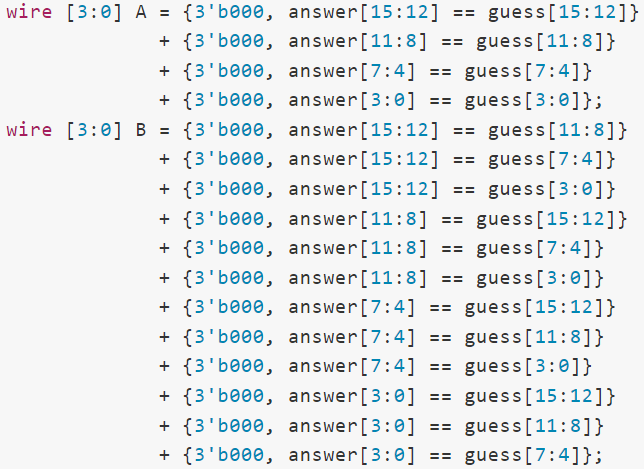 wire [3:0] A = {3'b000, answer[15:12] == guess[15:12]}
+ {3'b000, answer[11:8] == guess[11:8]}
+ {3'b000, answer[7:4] == guess[7:4]}
+ {3'b000, answer[3:0] == guess[3:0]};
wire [3:0] B = {3'b000, answer[15:12] == guess[11:8]}
+ {3'b000, answer[15:12] == guess[7:4]}
+ {3'b000, answer[15:12] == guess[3:0]}
+ {3'b000, answer[11:8] == guess[15:12]}
+ {3'b000, answer[11:8] == guess[7:4]}
+ {3'b000, answer[11:8] == guess[3:0]}
+ {3'b000, answer[7:4] == guess[15:12]}
+ {3'b000, answer[7:4] == guess[11:8]}
+ {3'b000, answer[7:4] == guess[3:0]}
+ {3'b000, answer[3:0] == guess[15:12]}
+ {3'b000, answer[3:0] == guess[11:8]}
+ {3'b000, answer[3:0] == guess[7:4]};